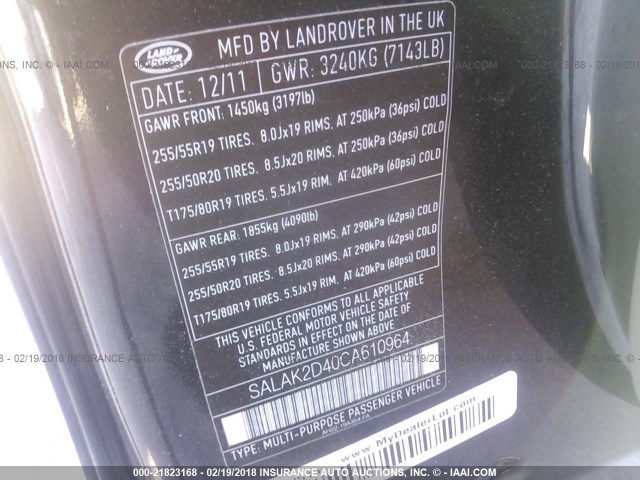 LAND ROVER
MFD BY LANDROVER IN THE UK
DATE: 12/11
GWR: 3240KG (7143LB)
GAWR FRONT: 1450kg (3197lb)
255/55R19 TIRES. 8.0Jx19 RIMS. AT 250kPa (36psi) COLD
255/50R20 TIRES. 8.5Jx20 RIMS. AT 250kPa (36psi) COLD
T175/80R19 TIRES. 5.5Jx19 RIM. AT 420kPa (60psi) COLD
GAWR REAR: 1855kg (4090lb)
255/55R19 TIRES. 8.0Jx19 RIMS. AT 290kPa (42psi) COLD
255/50R20 TIRES. 8.5Jx20 RIMS. AT 290kPa (42psi) COLD
T175/80R19 TIRES. 5.5Jx19 RIM. AT 420kPa (60psi) COLD
THIS VEHICLE CONFORMS TO ALL APPLICABLE
U.S. FEDERAL MOTOR VEHICLE SAFETY
STANDARDS IN EFFECT ON THE DATE OF
MANUFACTURE SHOWN ABOVE.
SALAK2D40CA610964
TYPE: MULTI-PURPOSE PASSENGER VEHICLE
www.MyDealerLot.com
000-21823168 - 02/19/2018 - IAAI.COM